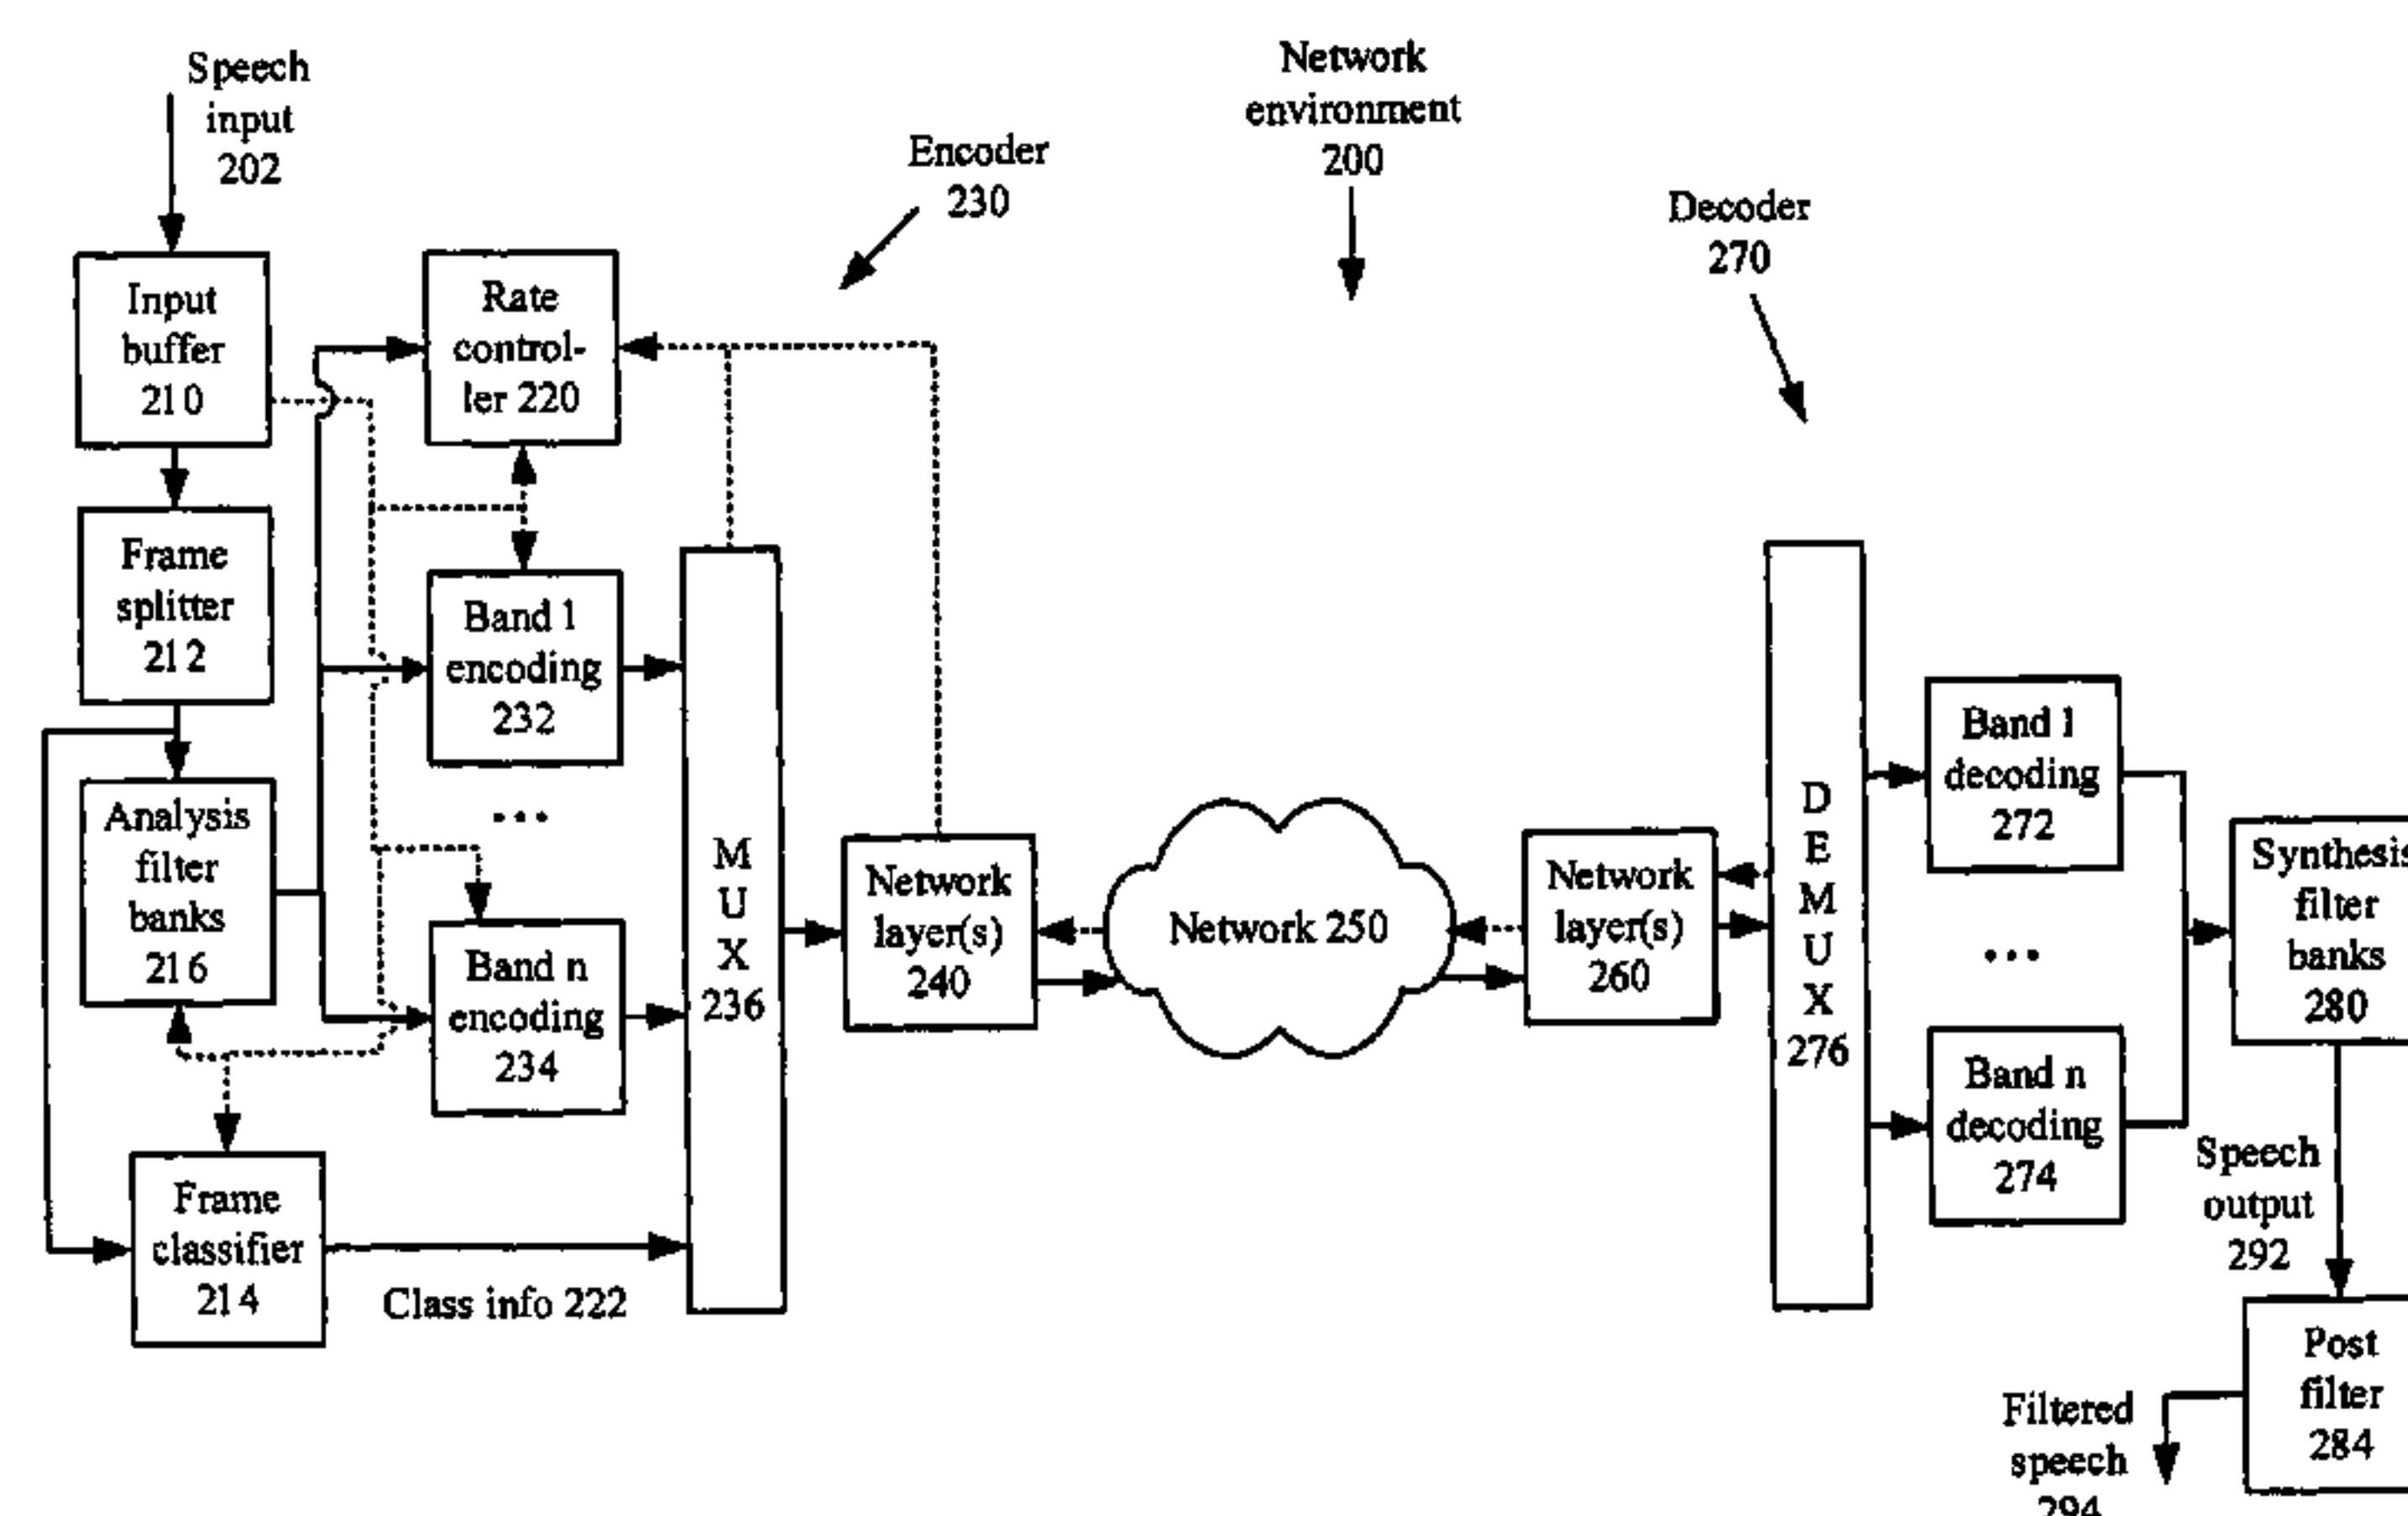 Speech
input
202
Network
environment
200
Encoder
230
Decoder
270
Input
buffer
210
Rate
control-
ler 220
Frame
splitter
212
Band 1
encoding
232
...
Analysis
filter
banks
216
Band n
encoding
234
Frame
classifier
214
Class info 222
M
U
X
236
Network
layer(s)
240
Network 250
Network
layer(s)
260
D
E
M
U
X
276
Band 1
decoding
272
...
Band n
decoding
274
Synthesis
filter
banks
280
Speech
output
292
Post
filter
284
Filtered
speech
294